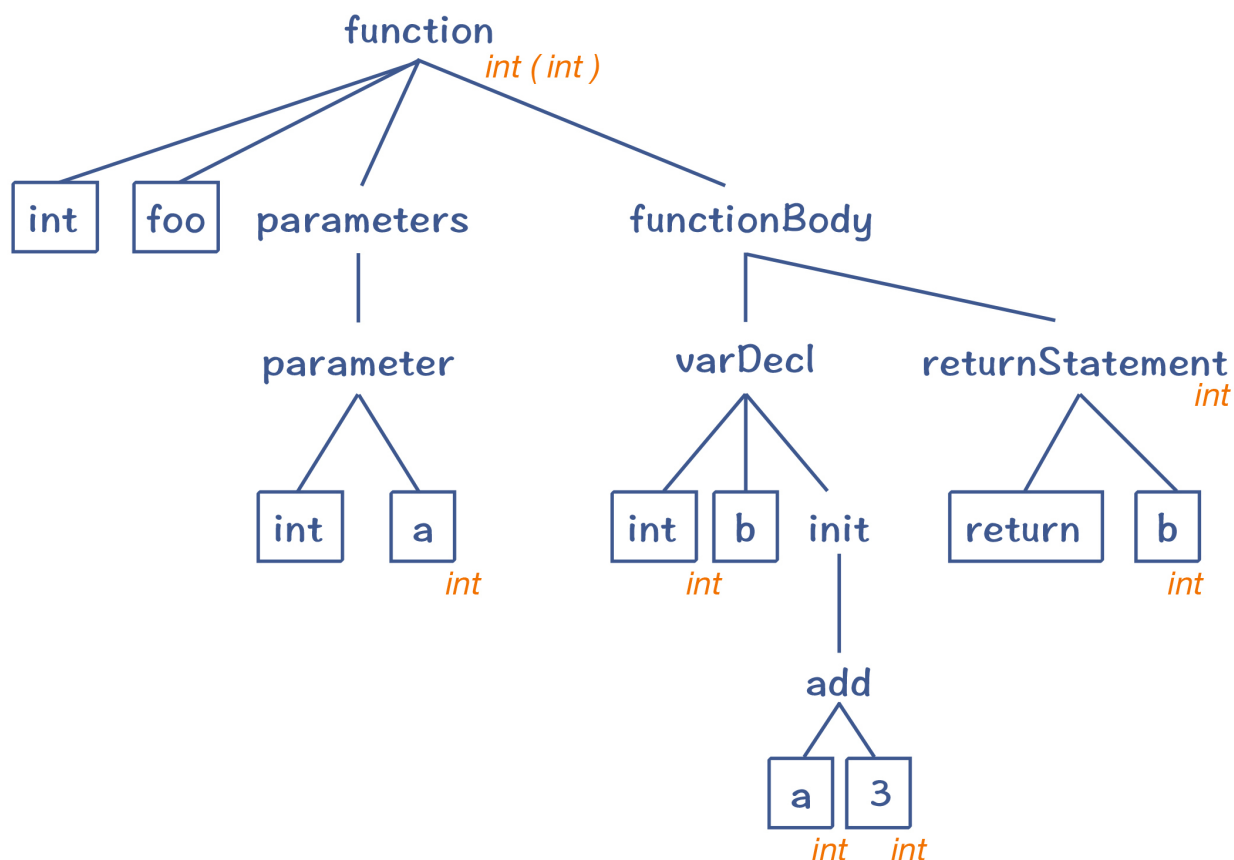 function
int ( int )
int foo parameters functionBody
parameter varDecl returnStatement
int
int a int b init return b
int int int
add
a 3
int int